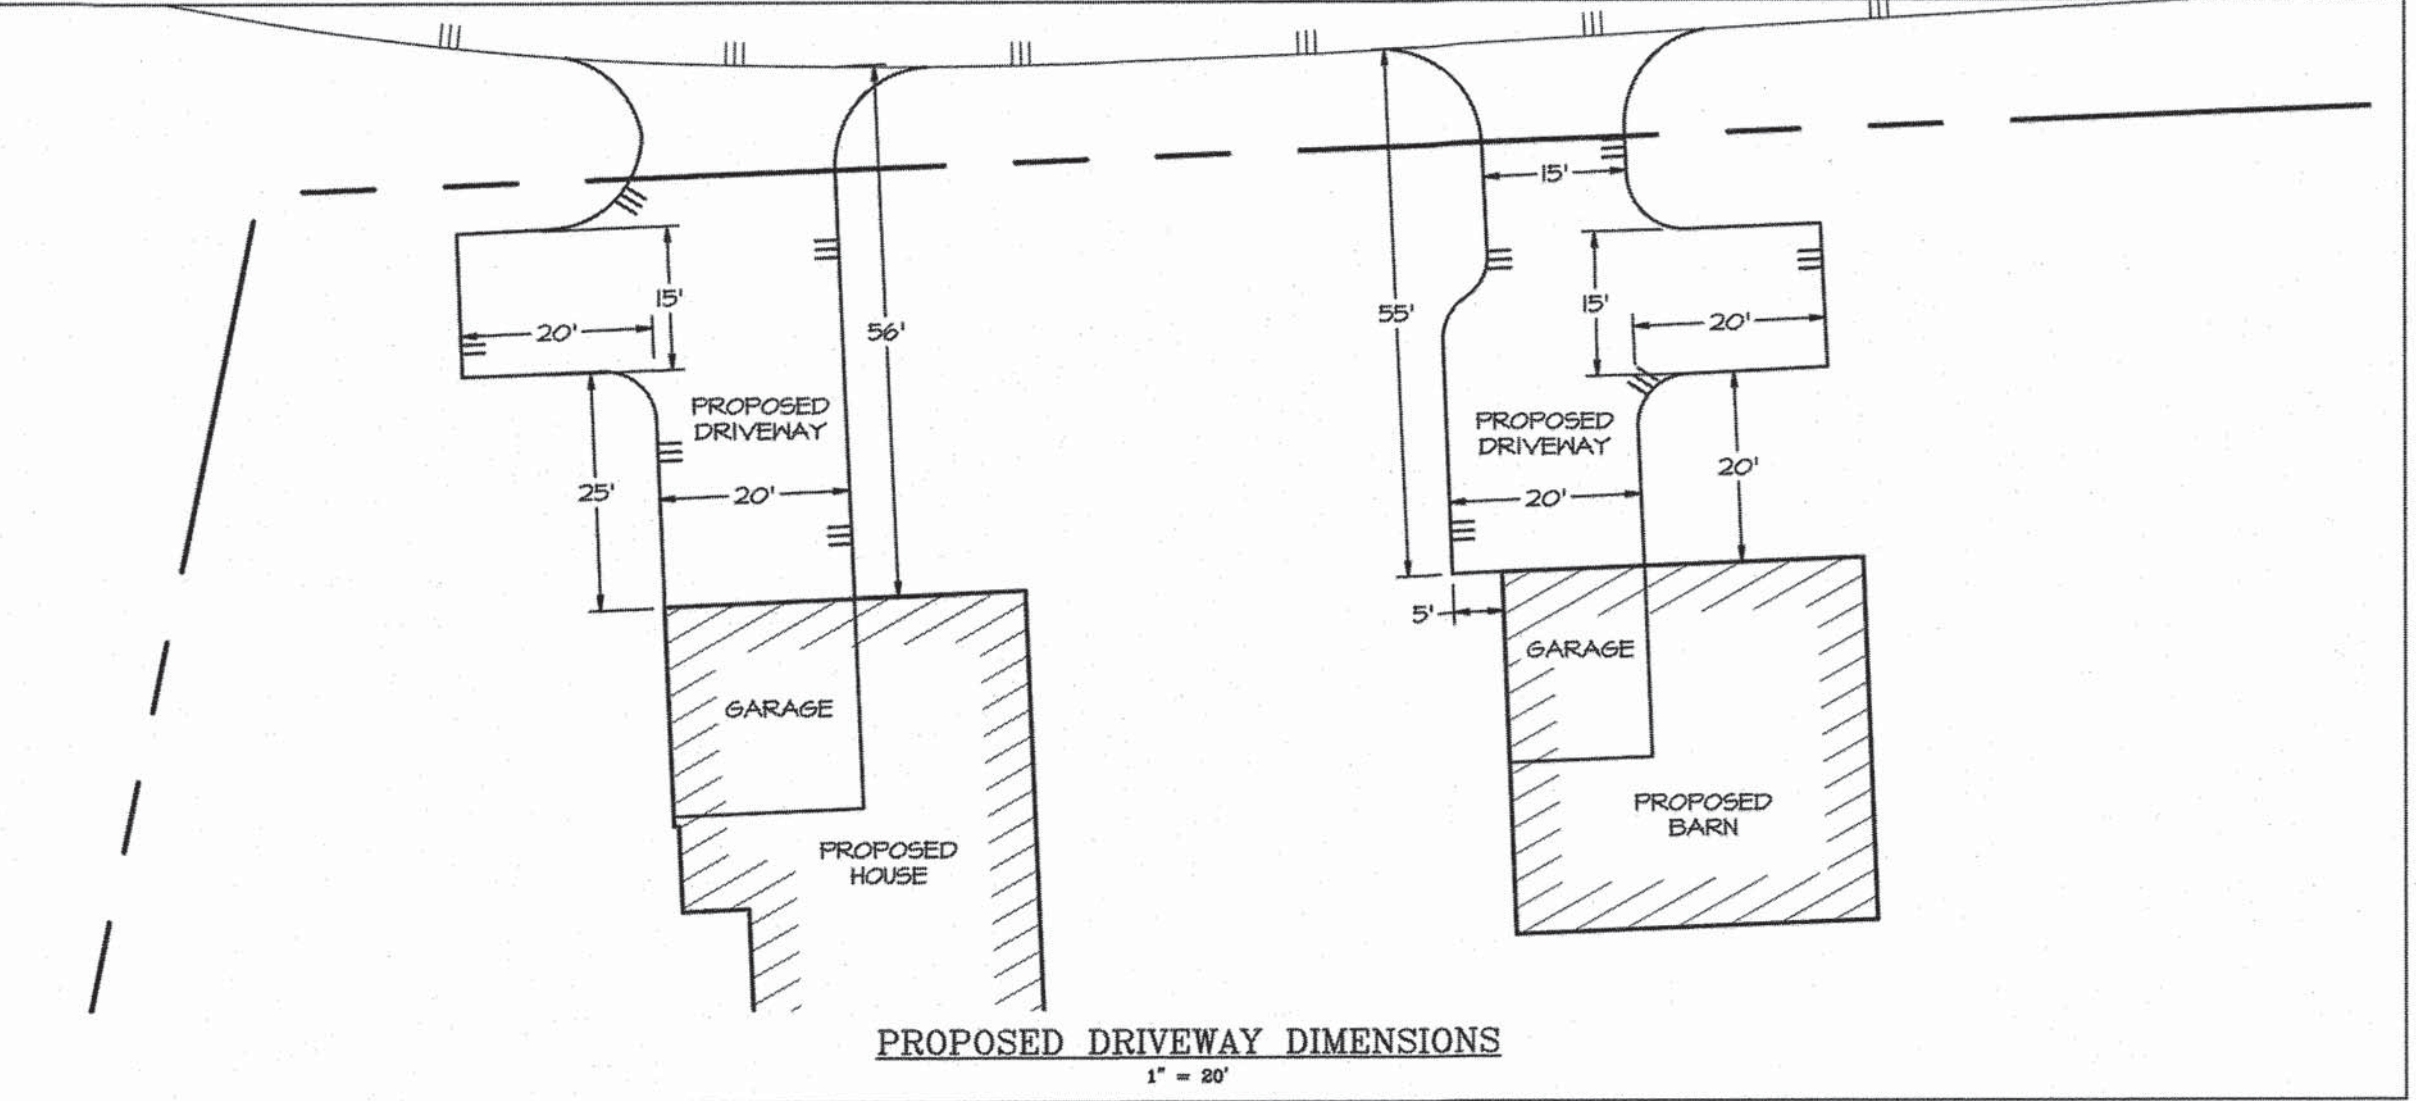 15'
20'
15'
56'
PROPOSED
DRIVEWAY
25'
20'
GARAGE
PROPOSED
HOUSE
15'
55'
15'
20'
PROPOSED
DRIVEWAY
20'
20'
5'
GARAGE
PROPOSED
BARN
PROPOSED DRIVEWAY DIMENSIONS
1" = 20'